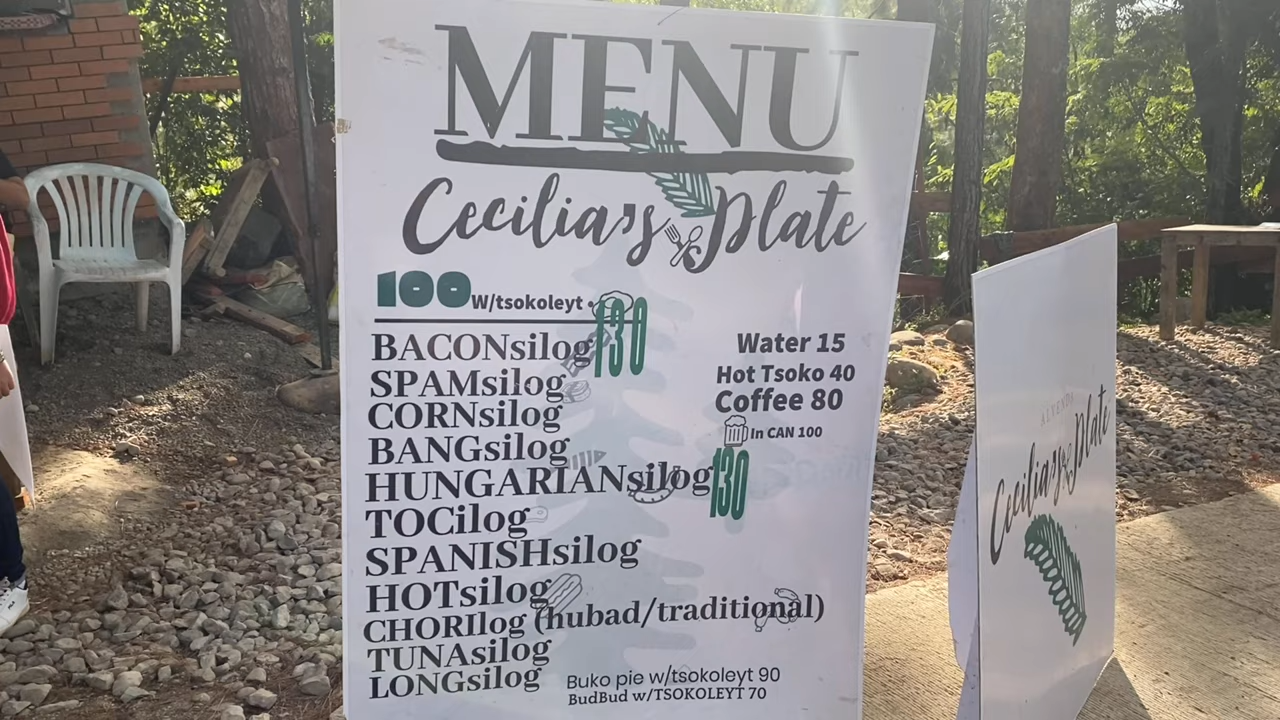 MENU
Cecilia's Plate
100 W/tsokoleyt •
BACONsilog 130
SPAMsilog
CORNsilog
BANGsilog
HUNGARIANsilog 130
TOCilog
SPANISHsilog
HOTsilog
CHORIlog (hubad/traditional)
TUNAsilog
LONGsilog
Water 15
Hot Tsoko 40
Coffee 80
In CAN 100
Buko pie w/tsokoleyt 90
BudBud w/TSOKOLEYT 70
Cecilia's Plate